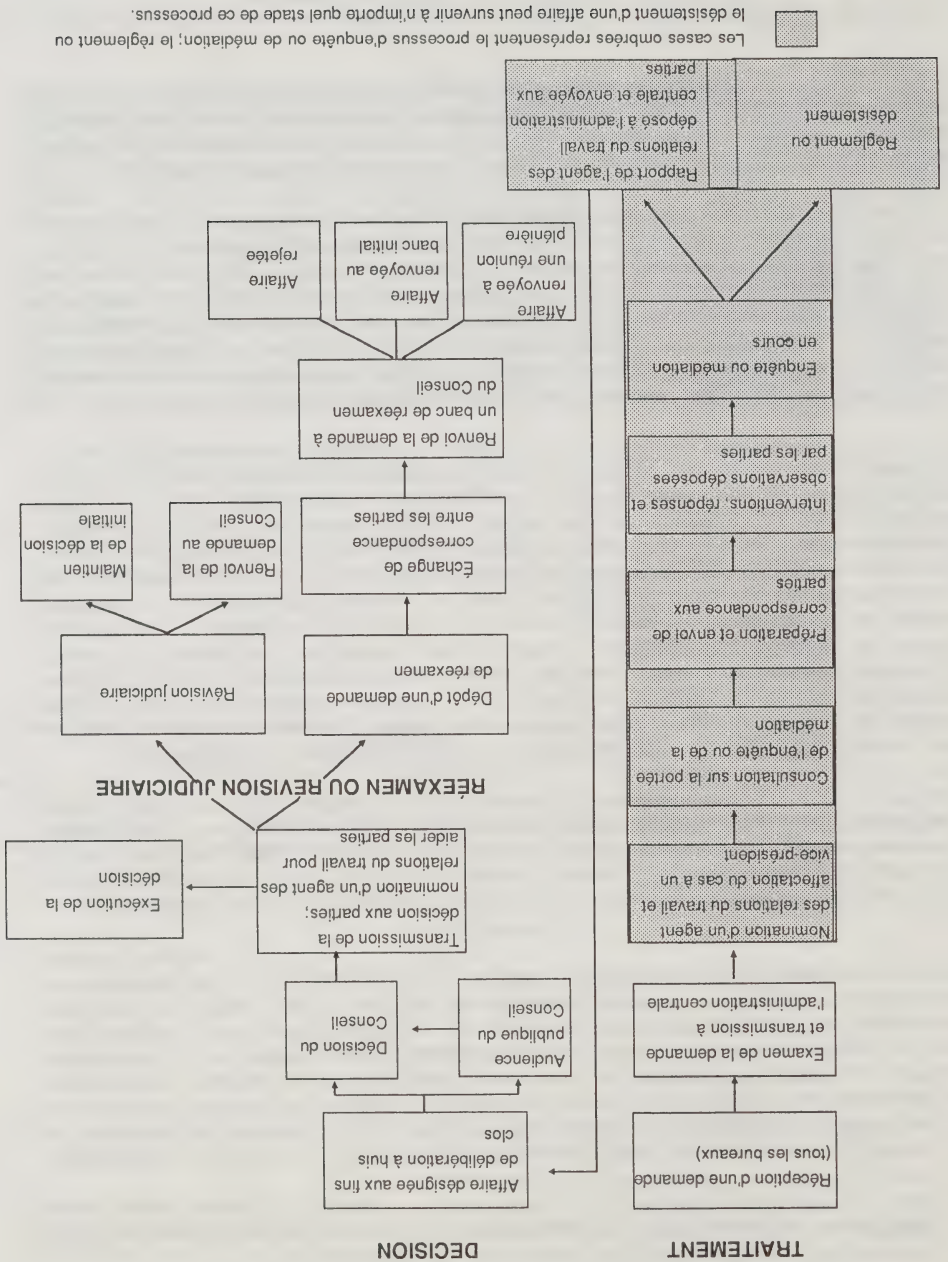 TRAITEMENT
Réception d'une demande
(tous les bureaux)
Examen de la demande
et transmission à
l'administration centrale
Nomination d'un agent
des relations du travail et
affectation du cas à un
vice-président
Consultation sur la portée
de l'enquête ou de la
médiation
Préparation et envoi de
correspondance aux
parties
Interventions, réponses et
observations déposées
par les parties
Enquête ou médiation
en cours
Règlement ou
désistement
Rapport de l'agent des
relations du travail
déposé à l'administration
centrale et envoyée aux
parties
DECISION
Affaire désignée aux fins
de délibération à huis
clos
Audience
publique du
Conseil
Décision du
Conseil
Transmission de la
décision aux parties;
nomination d'un agent des
relations du travail pour
aider les parties
Exécution de la
décision
RÉEXAMEN OU RÉVISION JUDICIAIRE
Dépôt d'une demande
de réexamen
Échange de
correspondance
entre les parties
Renvoi de la demande à
un banc de réexamen
du Conseil
Affaire
renvoyée à
une réunion
plénière
Affaire
renvoyée au
banc initial
Affaire
rejetée
Révision judiciaire
Renvoi de la
demande au
Conseil
Maintien
de la décision
initiale
Les cases ombrées représentent le processus d'enquête ou de médiation; le règlement ou
le désistement d'une affaire peut survenir à n'importe quel stade de ce processus.